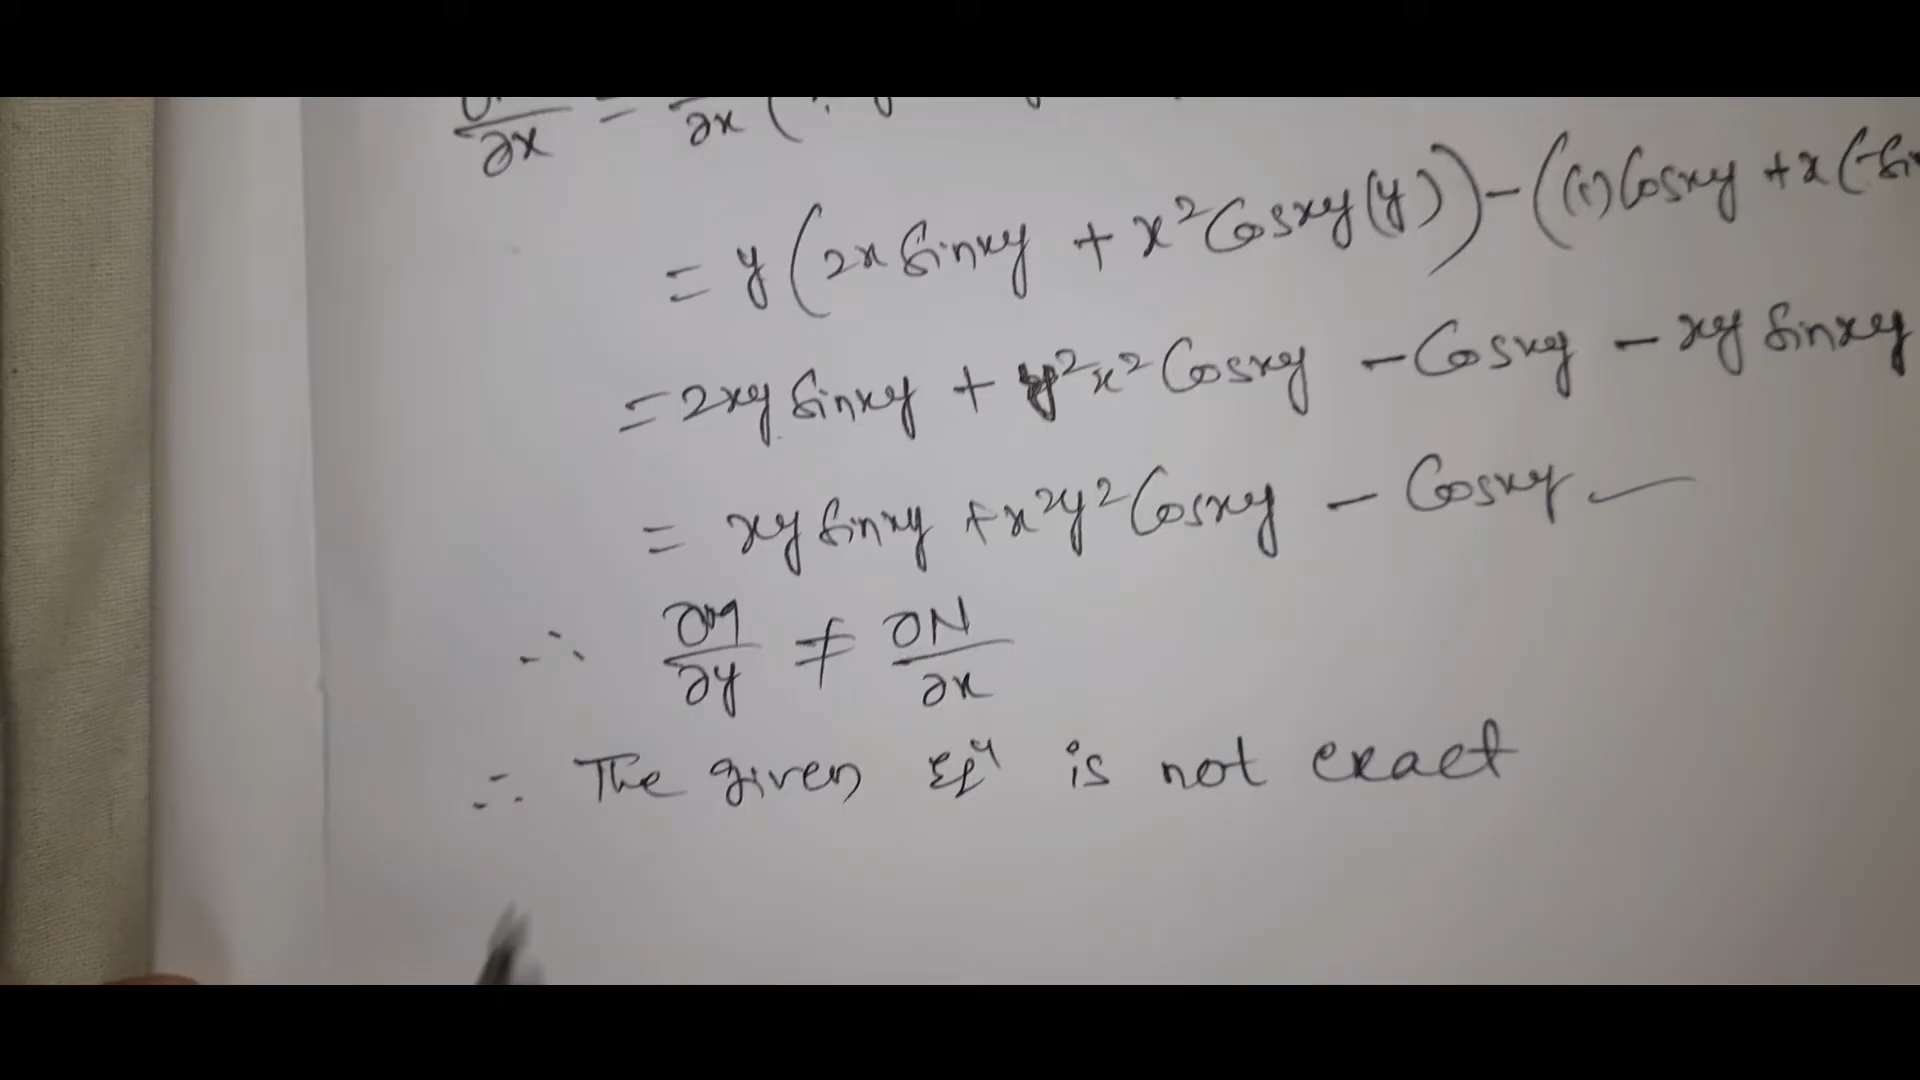 ∂x = ∂x (
= y(2x Sinxy + x² Cosxy(y)) - ((1) Cosxy + x(-Sin
= 2xy Sinxy + y²x² Cosxy - Cosxy - xy Sinxy
= xy Sinxy + x²y² Cosxy - Cosxy
∴ ∂M/∂y ≠ ∂N/∂x
∴ The given Eqⁿ is not exact